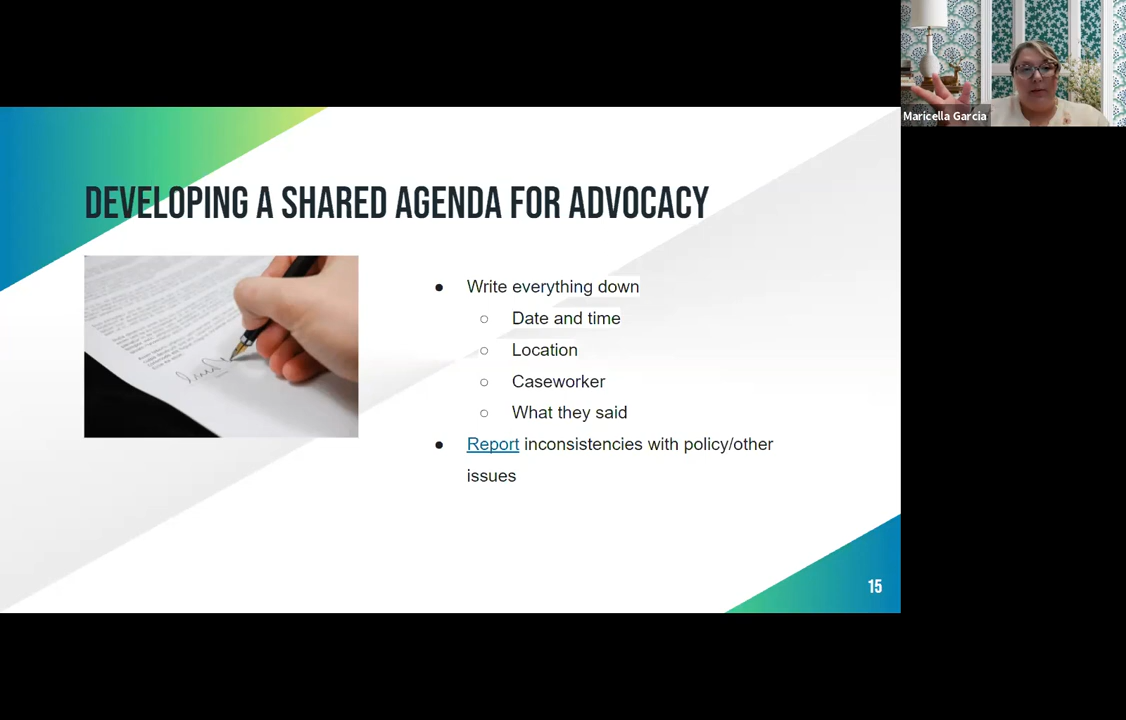 Maricella Garcia
DEVELOPING A SHARED AGENDA FOR ADVOCACY
● Write everything down
○ Date and time
○ Location
○ Caseworker
○ What they said
● Report inconsistencies with policy/other
issues
15